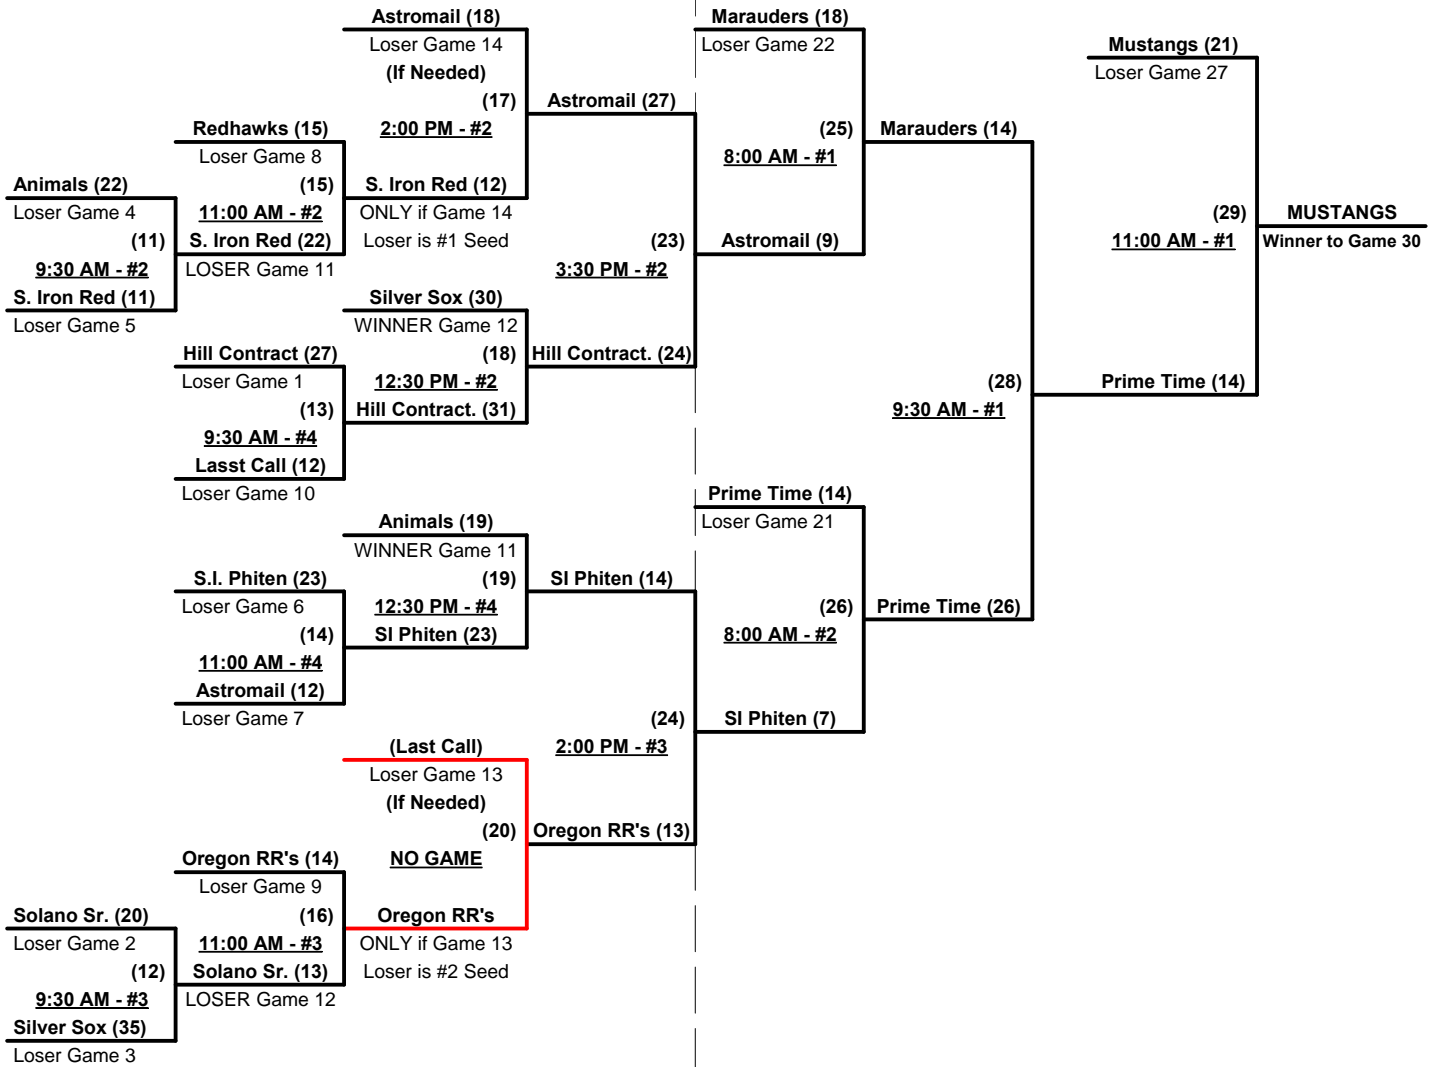 Astromail (18)
Loser Game 14
(If Needed)
(17)
2:00 PM - #2
Astromail (27)
Marauders (18)
Loser Game 22
Mustangs (21)
Loser Game 27
Redhawks (15)
Loser Game 8
(15)
11:00 AM - #2
S. Iron Red (22)
LOSER Game 11
Animals (22)
Loser Game 4
(11)
9:30 AM - #2
S. Iron Red (11)
Loser Game 5
S. Iron Red (12)
ONLY if Game 14
Loser is #1 Seed
(25)
8:00 AM - #1
Marauders (14)
(23)
3:30 PM - #2
Astromail (9)
(29)
11:00 AM - #1
MUSTANGS
Winner to Game 30
Silver Sox (30)
WINNER Game 12
(18)
12:30 PM - #2
Hill Contract. (31)
Hill Contract. (24)
Hill Contract (27)
Loser Game 1
(13)
9:30 AM - #4
Lasst Call (12)
Loser Game 10
(28)
9:30 AM - #1
Prime Time (14)
Prime Time (14)
Loser Game 21
Animals (19)
WINNER Game 11
(19)
12:30 PM - #4
SI Phiten (23)
SI Phiten (14)
S.I. Phiten (23)
Loser Game 6
(14)
11:00 AM - #4
Astromail (12)
Loser Game 7
(26)
8:00 AM - #2
Prime Time (26)
(24)
2:00 PM - #3
SI Phiten (7)
(Last Call)
Loser Game 13
(If Needed)
(20)
NO GAME
Oregon RR's (13)
Oregon RR's (14)
Loser Game 9
(16)
11:00 AM - #3
Solano Sr. (13)
LOSER Game 12
Oregon RR's
ONLY if Game 13
Loser is #2 Seed
Solano Sr. (20)
Loser Game 2
(12)
9:30 AM - #3
Silver Sox (35)
Loser Game 3